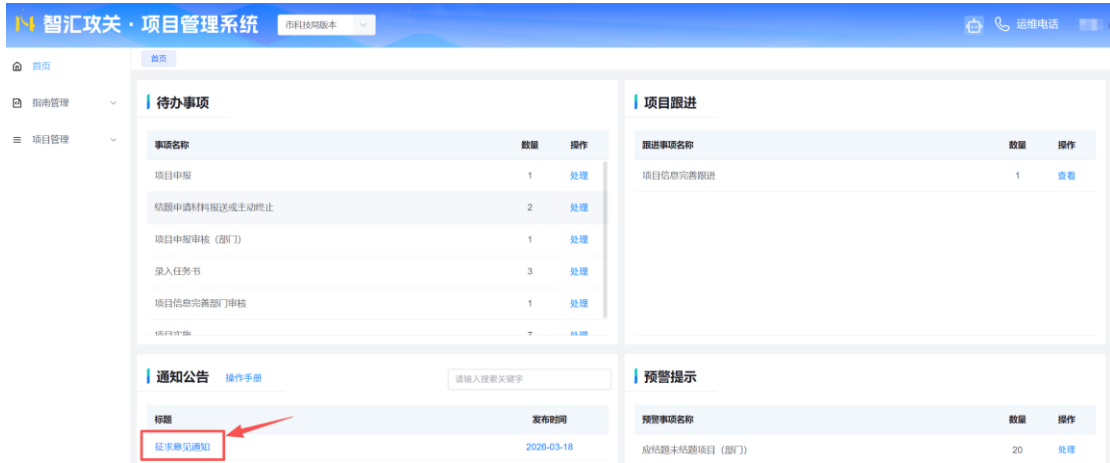 智汇攻关·项目管理系统
市科技局版本
运维电话
首页
指南管理
项目管理
首页
待办事项
事项名称 数量 操作
项目申报 1 处理
结题申请材料报送或主动终止 2 处理
项目申报审核（部门） 1 处理
录入任务书 3 处理
项目信息完善部门审核 1 处理
项目实施 7 处理
项目跟进
跟进事项名称 数量 操作
项目信息完善跟进 1 查看
通知公告 操作手册
请输入搜索关键字
标题 发布时间
征求意见通知 2026-03-18
预警提示
预警事项名称 数量 操作
应结题未结题项目（部门） 20 处理